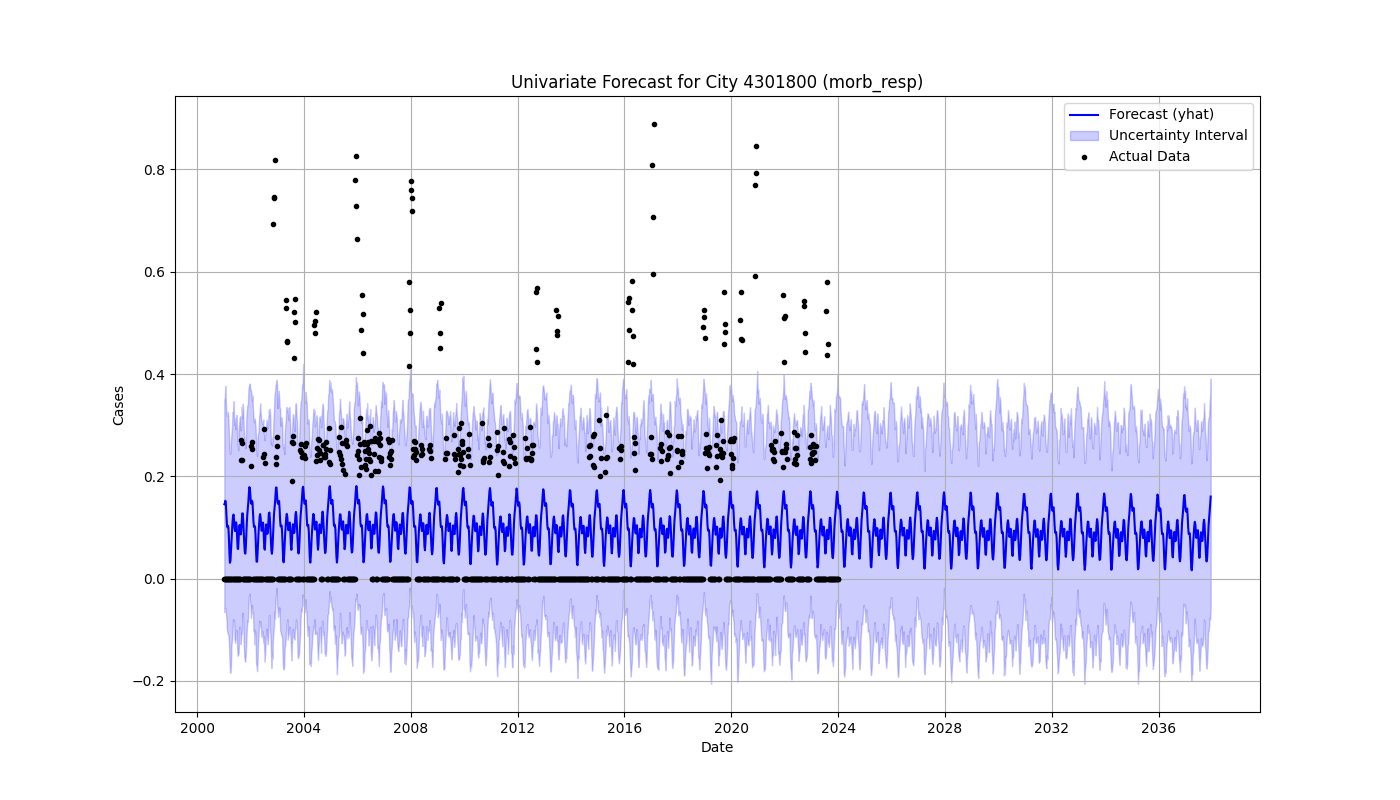 Univariate Forecast for City 4301800 (morb_resp)
Forecast (yhat)
Uncertainty Interval
Actual Data
Cases
0.8
0.6
0.4
0.2
0.0
−0.2
2000 2004 2008 2012 2016 2020 2024 2028 2032 2036
Date